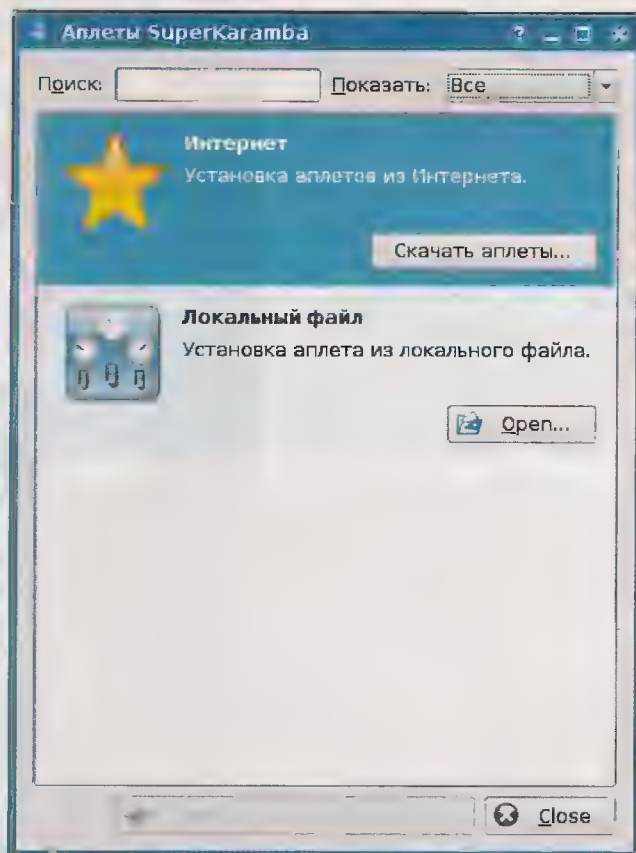 Аплеты SuperKaramba
Поиск: Показать: Все
Интернет
Установка аплетов из Интернета.
Скачать аплеты...
Локальный файл
Установка аплета из локального файла.
Open...
Close